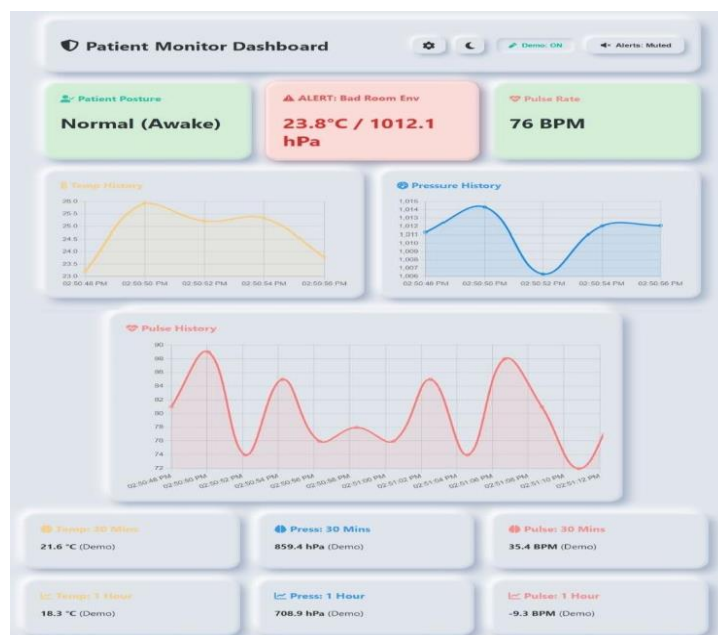 Patient Monitor Dashboard
Demo: ON
Alerts: Muted
Patient Posture
Normal (Awake)
ALERT: Bad Room Env
23.8°C / 1012.1
hPa
Pulse Rate
76 BPM
Temp History
26.0
25.5
25.0
24.5
24.0
23.5
23.0
02:50:48 PM 02:50:50 PM 02:50:52 PM 02:50:54 PM 02:50:56 PM
Pressure History
1,015
1,014
1,013
1,012
1,011
1,010
1,009
1,008
1,007
1,006
02:50:48 PM 02:50:50 PM 02:50:52 PM 02:50:54 PM 02:50:56 PM
Pulse History
90
88
86
84
82
80
78
76
74
72
02:50:48 PM 02:50:50 PM 02:50:52 PM 02:50:54 PM 02:50:56 PM 02:50:58 PM 02:51:00 PM 02:51:02 PM 02:51:04 PM 02:51:06 PM 02:51:08 PM 02:51:10 PM 02:51:12 PM
Temp: 30 Mins
21.6 °C (Demo)
Press: 30 Mins
859.4 hPa (Demo)
Pulse: 30 Mins
35.4 BPM (Demo)
Temp: 1 Hour
18.3 °C (Demo)
Press: 1 Hour
708.9 hPa (Demo)
Pulse: 1 Hour
-9.3 BPM (Demo)